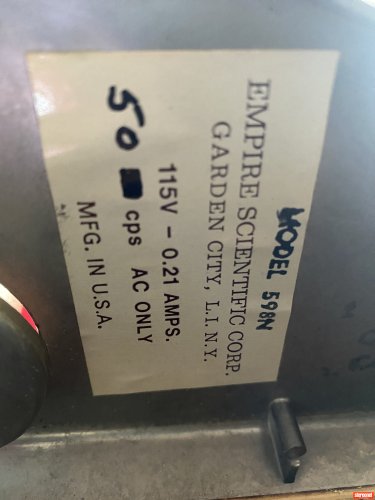 MODEL 598N
EMPIRE SCIENTIFIC CORP.
GARDEN CITY, L.I. N.Y.
115V – 0.21 AMPS.
50 cps AC ONLY
MFG. IN U.S.A.